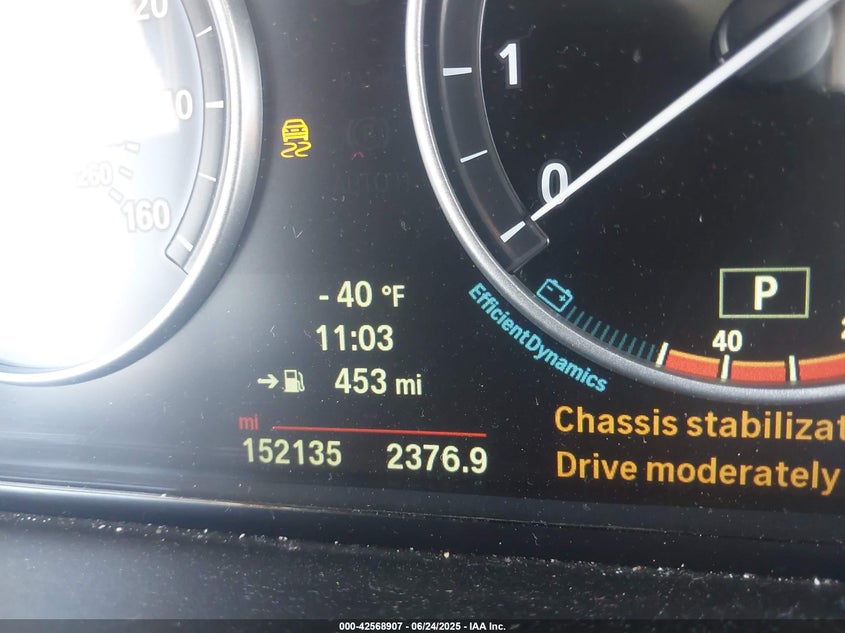 20
160
1
0
- 40 °F
11:03
453 mi
mi
152135 2376.9
EfficientDynamics
P
40
Chassis stabilizat
Drive moderately
000-42568907 - 06/24/2025 - IAA Inc.